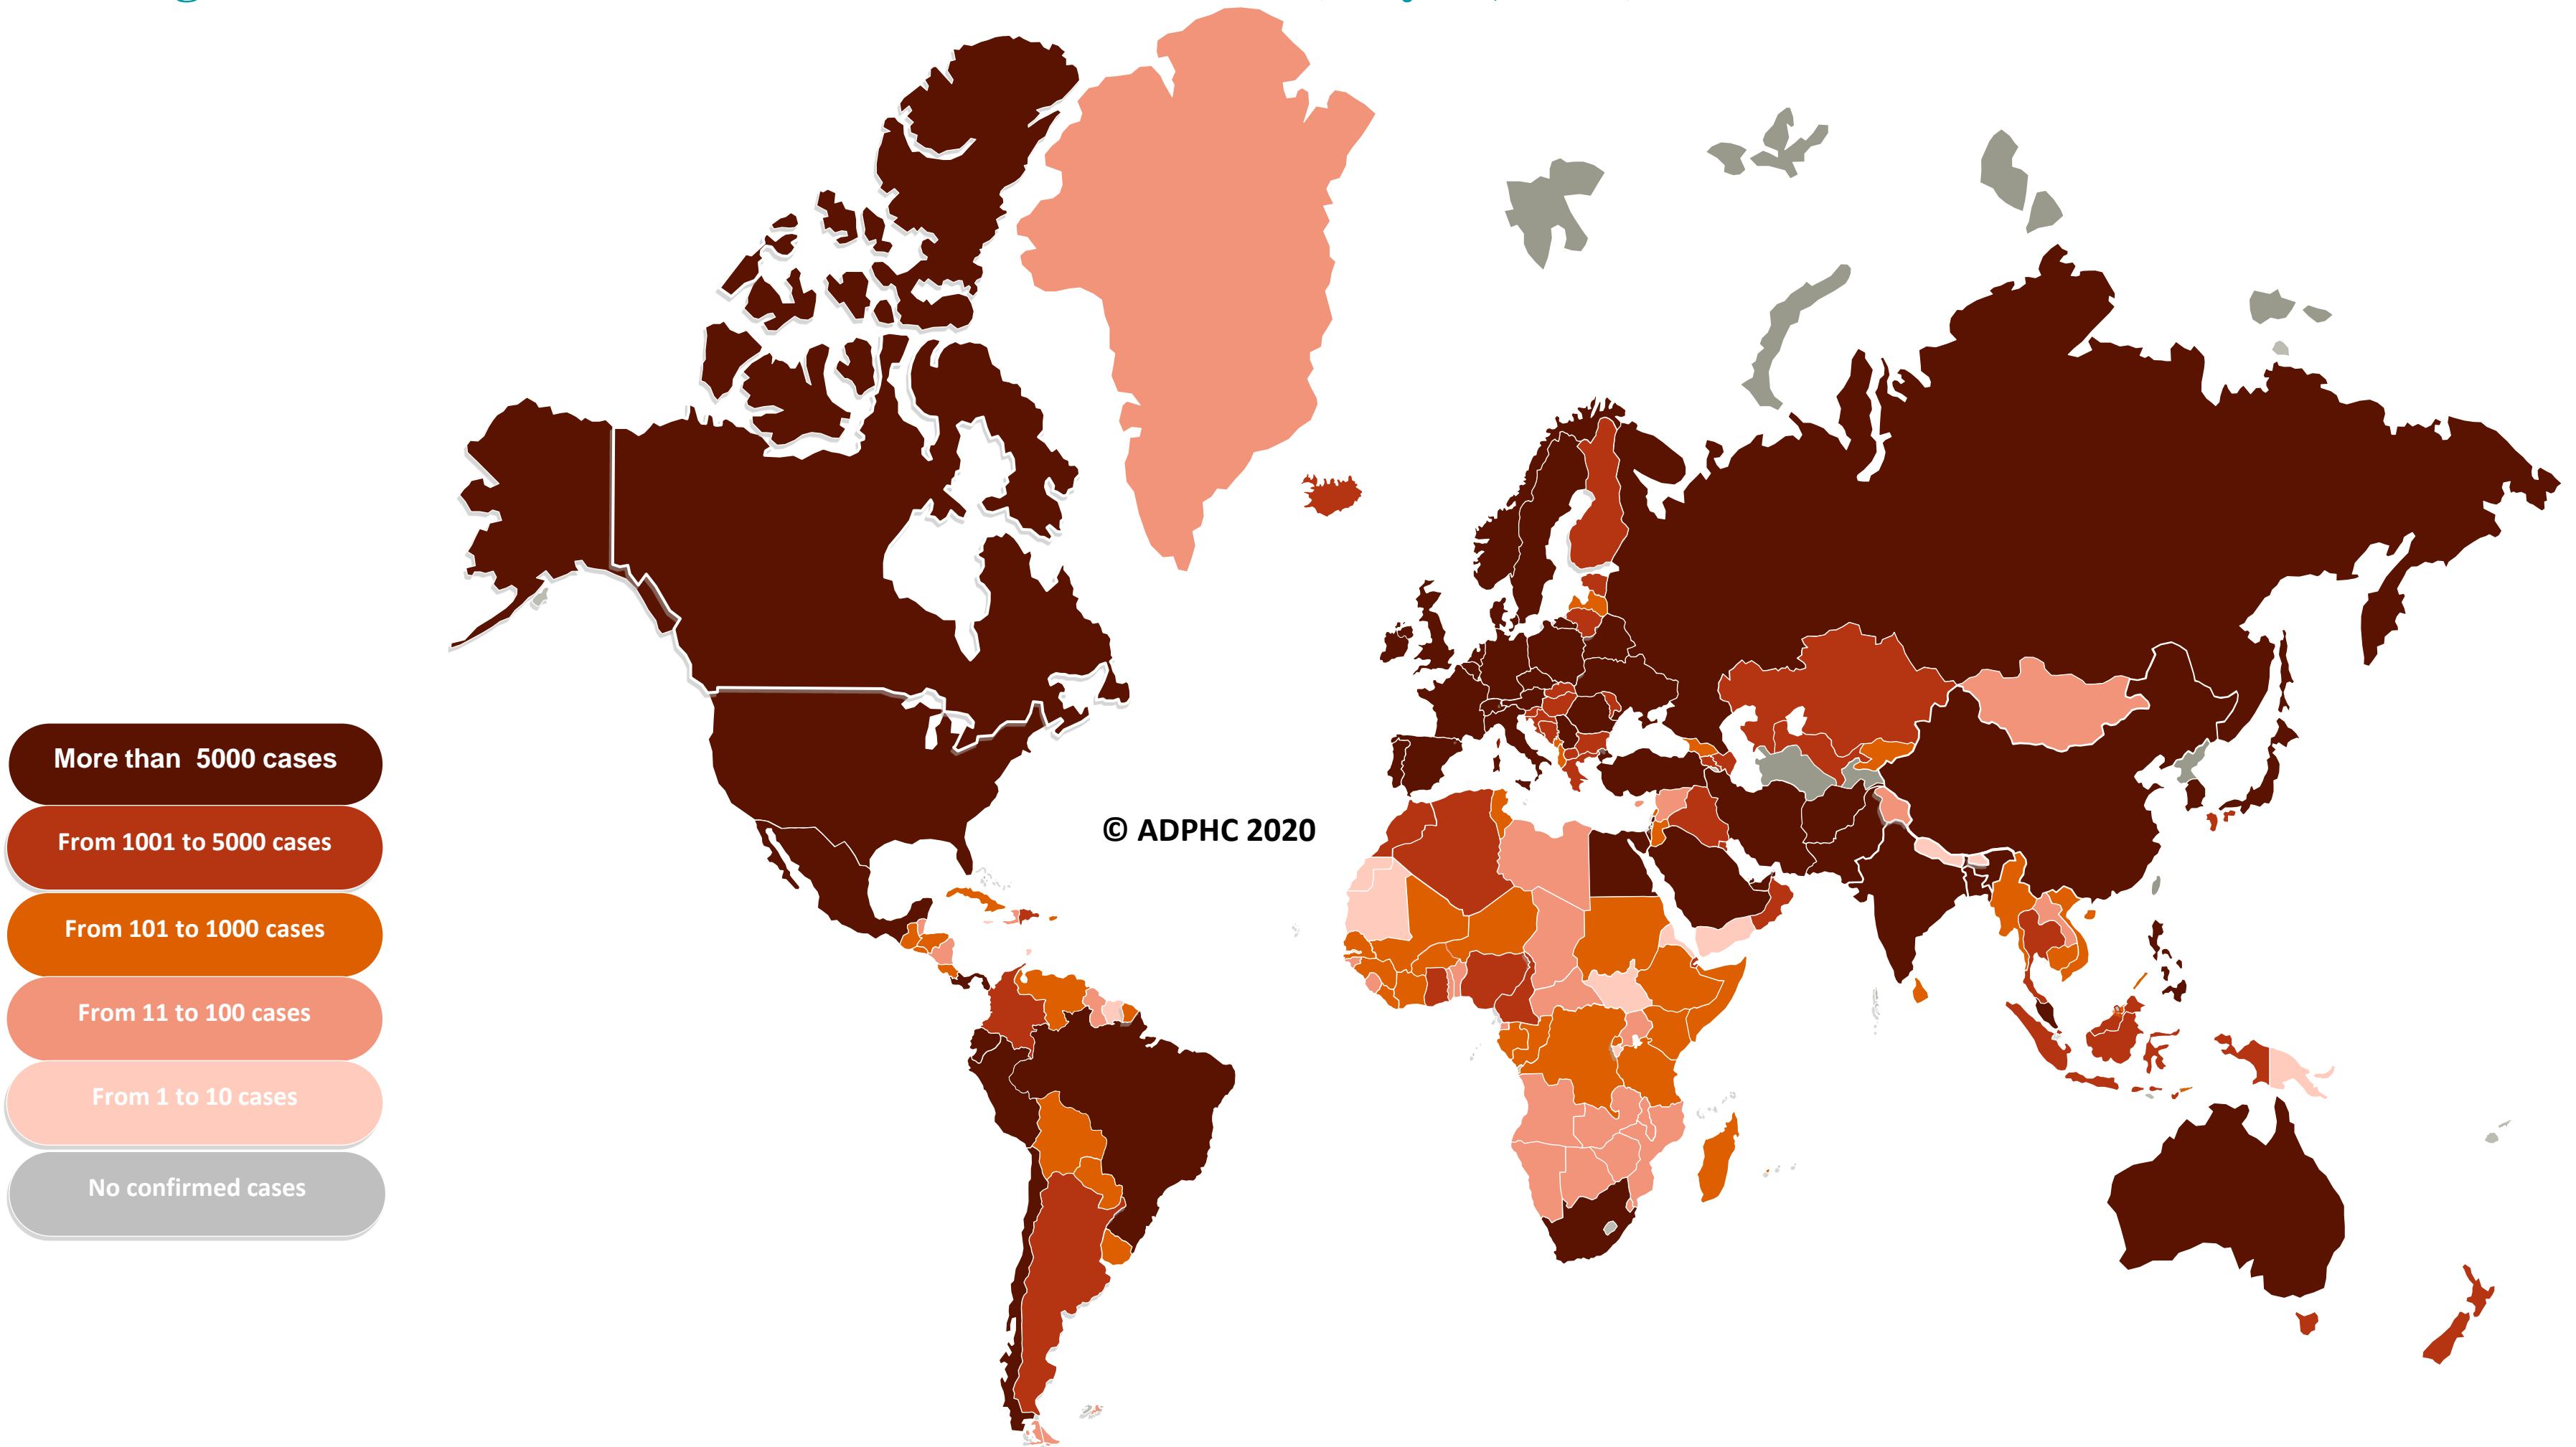 More than  5000 cases
From 1001 to 5000 cases
© ADPHC 2020
From 101 to 1000 cases
From 11 to 100 cases
From 1 to 10 cases
No confirmed cases